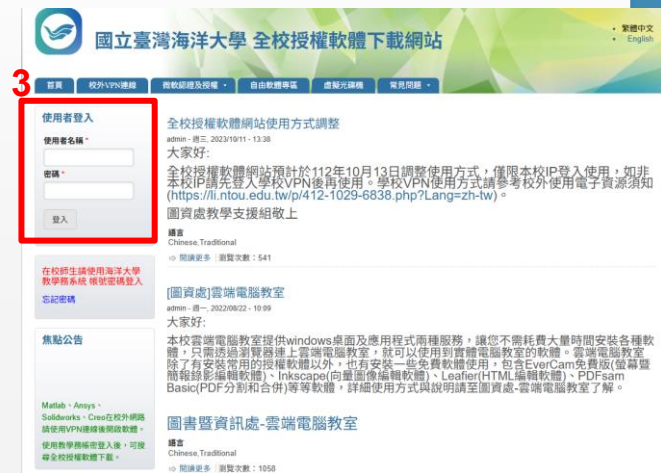 國立臺灣海洋大學 全校授權軟體下載網站
繁體中文
English
3
首頁 校外VPN連線 微軟認證及授權 自由軟體專區 虛擬光碟機 常見問題
使用者登入
使用者名稱 *
密碼 *
登入
在校師生請使用海洋大學
教學務系統 帳號密碼登入
忘記密碼
焦點公告
Matlab、Ansys、
Solidworks、Creo在校外網路
請使用VPN連線後開啟軟體。
使用教學務帳密登入後，可搜
尋全校授權軟體下載。
全校授權軟體網站使用方式調整
admin - 週三, 2023/10/11 - 13:38
大家好:
全校授權軟體網站預計於112年10月13日調整使用方式，僅限本校IP登入使用，如非
本校IP請先登入學校VPN後再使用。學校VPN使用方式請參考校外使用電子資源須知
(https://li.ntou.edu.tw/p/412-1029-6838.php?Lang=zh-tw)。
圖資處教學支援組敬上
語言
Chinese, Traditional
閱讀更多 瀏覽次數：541
[圖資處]雲端電腦教室
admin - 週一, 2022/08/22 - 10:09
大家好:
本校雲端電腦教室提供windows桌面及應用程式兩種服務，讓您不需耗費大量時間安裝各種軟
體，只需透過瀏覽器連上雲端電腦教室，就可以使用到實體電腦教室的軟體。雲端電腦教室
除了有安裝常用的授權軟體以外，也有安裝一些免費軟體使用，包含EverCam免費版(螢幕暨
簡報錄影編輯軟體)、Inkscape(向量圖像編輯軟體)、Leafier(HTML編輯軟體)、PDFsam
Basic(PDF分割和合併)等等軟體，詳細使用方式與說明請至圖資處-雲端電腦教室了解。
圖書暨資訊處-雲端電腦教室
語言
Chinese, Traditional
閱讀更多 瀏覽次數：1058